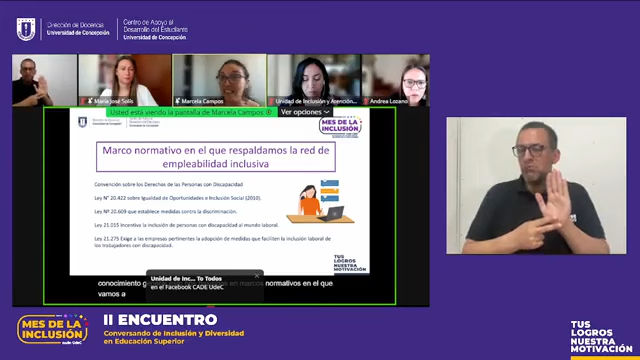 Dirección de Docencia
Universidad de Concepción
Centro de Apoyo al
Desarrollo del Estudiante
Universidad de Concepción
María José Solís
Marcela Campos
Unidad de Inclusión y Atención...
Andrea Lozano
Usted está viendo la pantalla de Marcela Campos
Ver opciones
MES DE LA
INCLUSIÓN
Marco normativo en el que respaldamos la red de
empleabilidad inclusiva
Convención sobre los Derechos de las Personas con Discapacidad
Ley N° 20.422 sobre Igualdad de Oportunidades e Inclusión Social (2010).
Ley Nº 20.609 que establece medidas contra la discriminación.
Ley 21.015 Incentiva la inclusión de personas con discapacidad al mundo laboral.
Ley 21.275 Exige a las empresas pertinentes la adopción de medidas que faciliten la inclusión laboral de
los trabajadores con discapacidad.
TUS
LOGROS
NUESTRA
MOTIVACIÓN
conocimiento
en marcos normativos en el que
vamos a
Unidad de Inc... To Todos
en el Facebook CADE UdeC
MES DE LA
INCLUSIÓN
II ENCUENTRO
Conversando de Inclusión y Diversidad
en Educación Superior
TUS
LOGROS
NUESTRA
MOTIVACIÓN